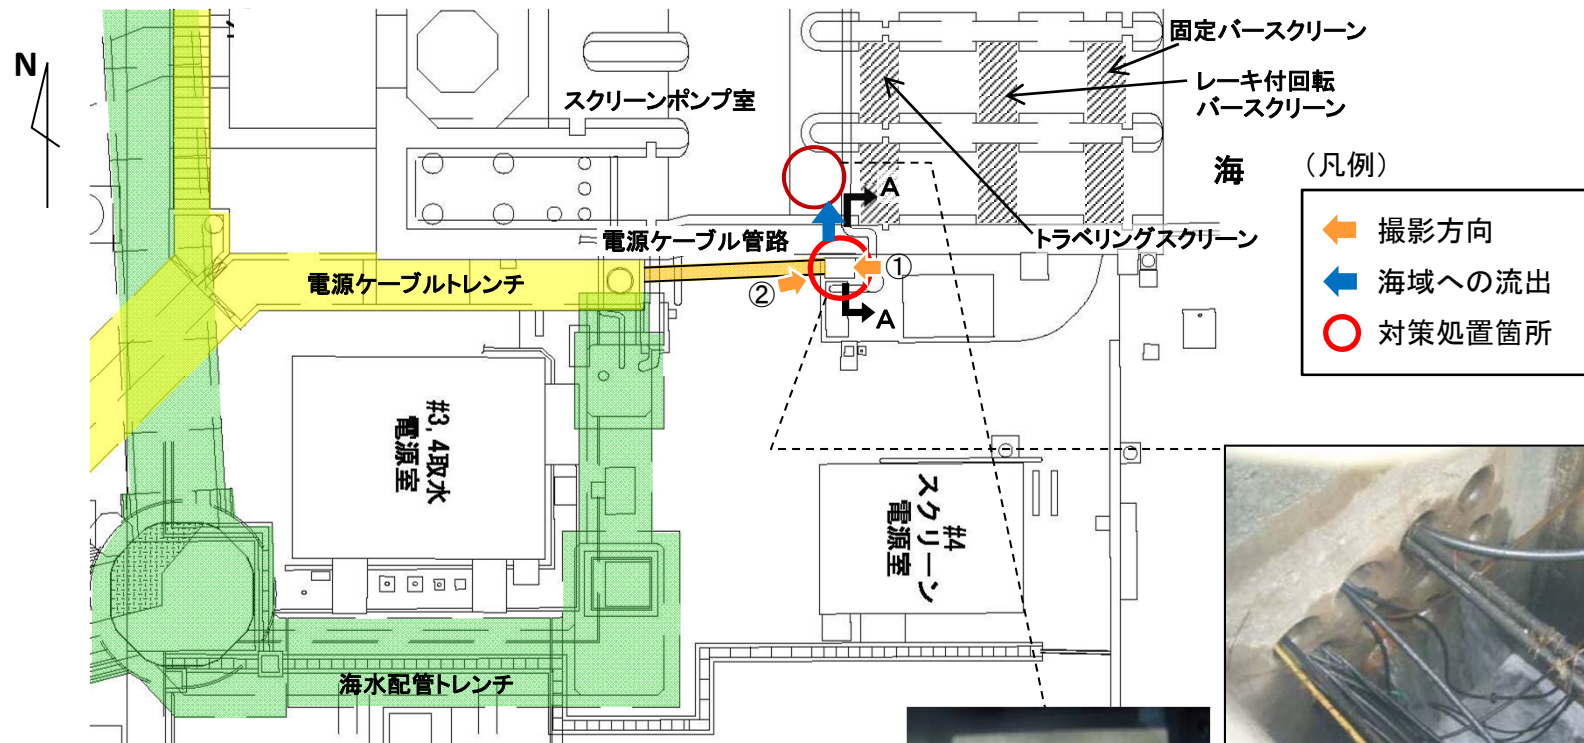 N
固定バースクリーン
レーキ付回転
バースクリーン
スクリーンポンプ室
海
(凡例)
A
撮影方向
電源ケーブル管路
トラベリングスクリーン
①
海域への流出
電源ケーブルトレンチ
②
A
対策処置箇所
#3,4取水
電源室
#4
スクリーン
電源室
海水配管トレンチ